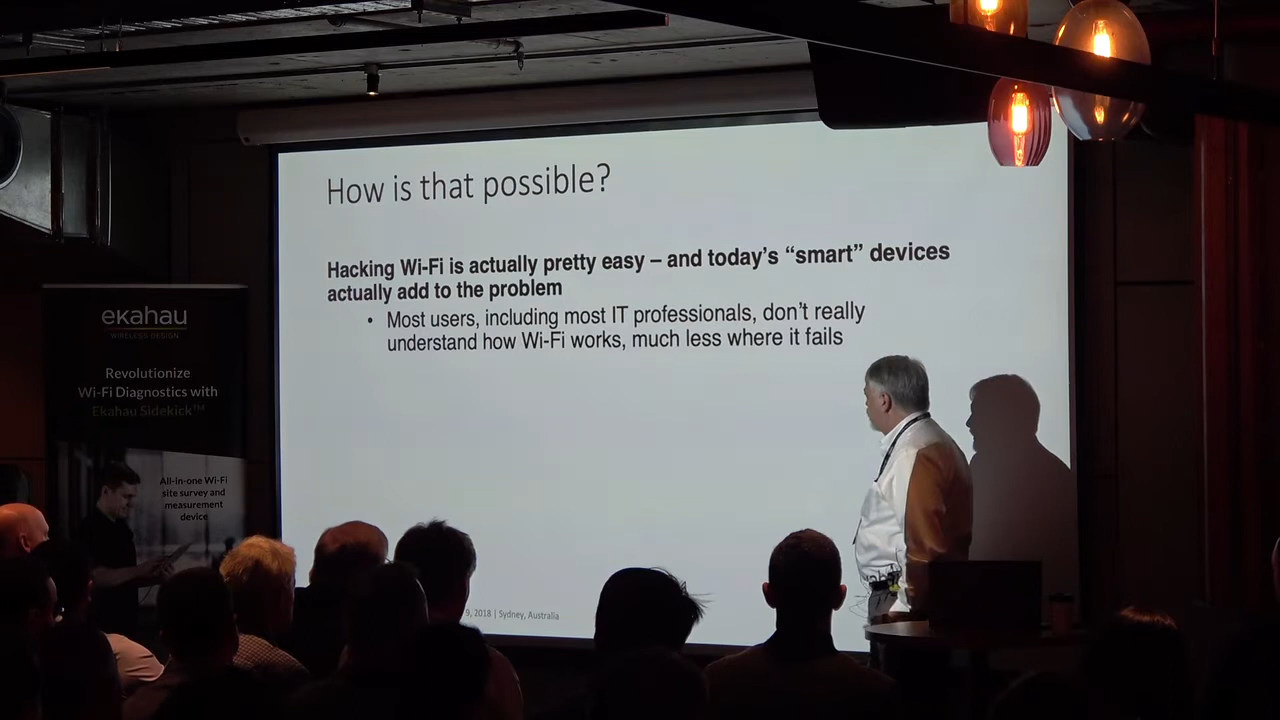 How is that possible?
Hacking Wi-Fi is actually pretty easy – and today's “smart” devices
actually add to the problem
• Most users, including most IT professionals, don't really
understand how Wi-Fi works, much less where it fails
9, 2018 | Sydney, Australia
ekahau
WIRELESS DESIGN
Revolutionize
Wi-Fi Diagnostics with
Ekahau Sidekick™
All-in-one Wi-Fi
site survey and
measurement
device